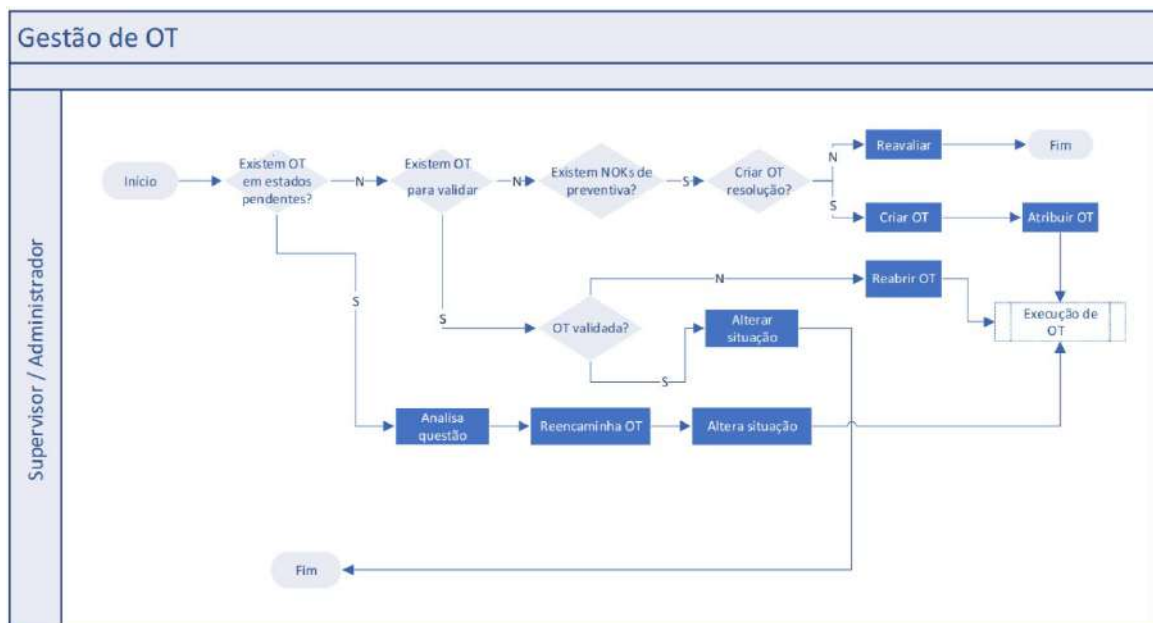 Gestão de OT
Supervisor / Administrador
Início
Existem OT
em estados
pendentes?
N
Existem OT
para validar
N
Existem NOKs de
preventiva?
S
Criar OT
resolução?
N
Reavaliar
Fim
S
Criar OT
Atribuir OT
S
S
OT validada?
N
Reabrir OT
Execução de
OT
S
Alterar
situação
Analisa
questão
Reencaminha OT
Altera situação
Fim